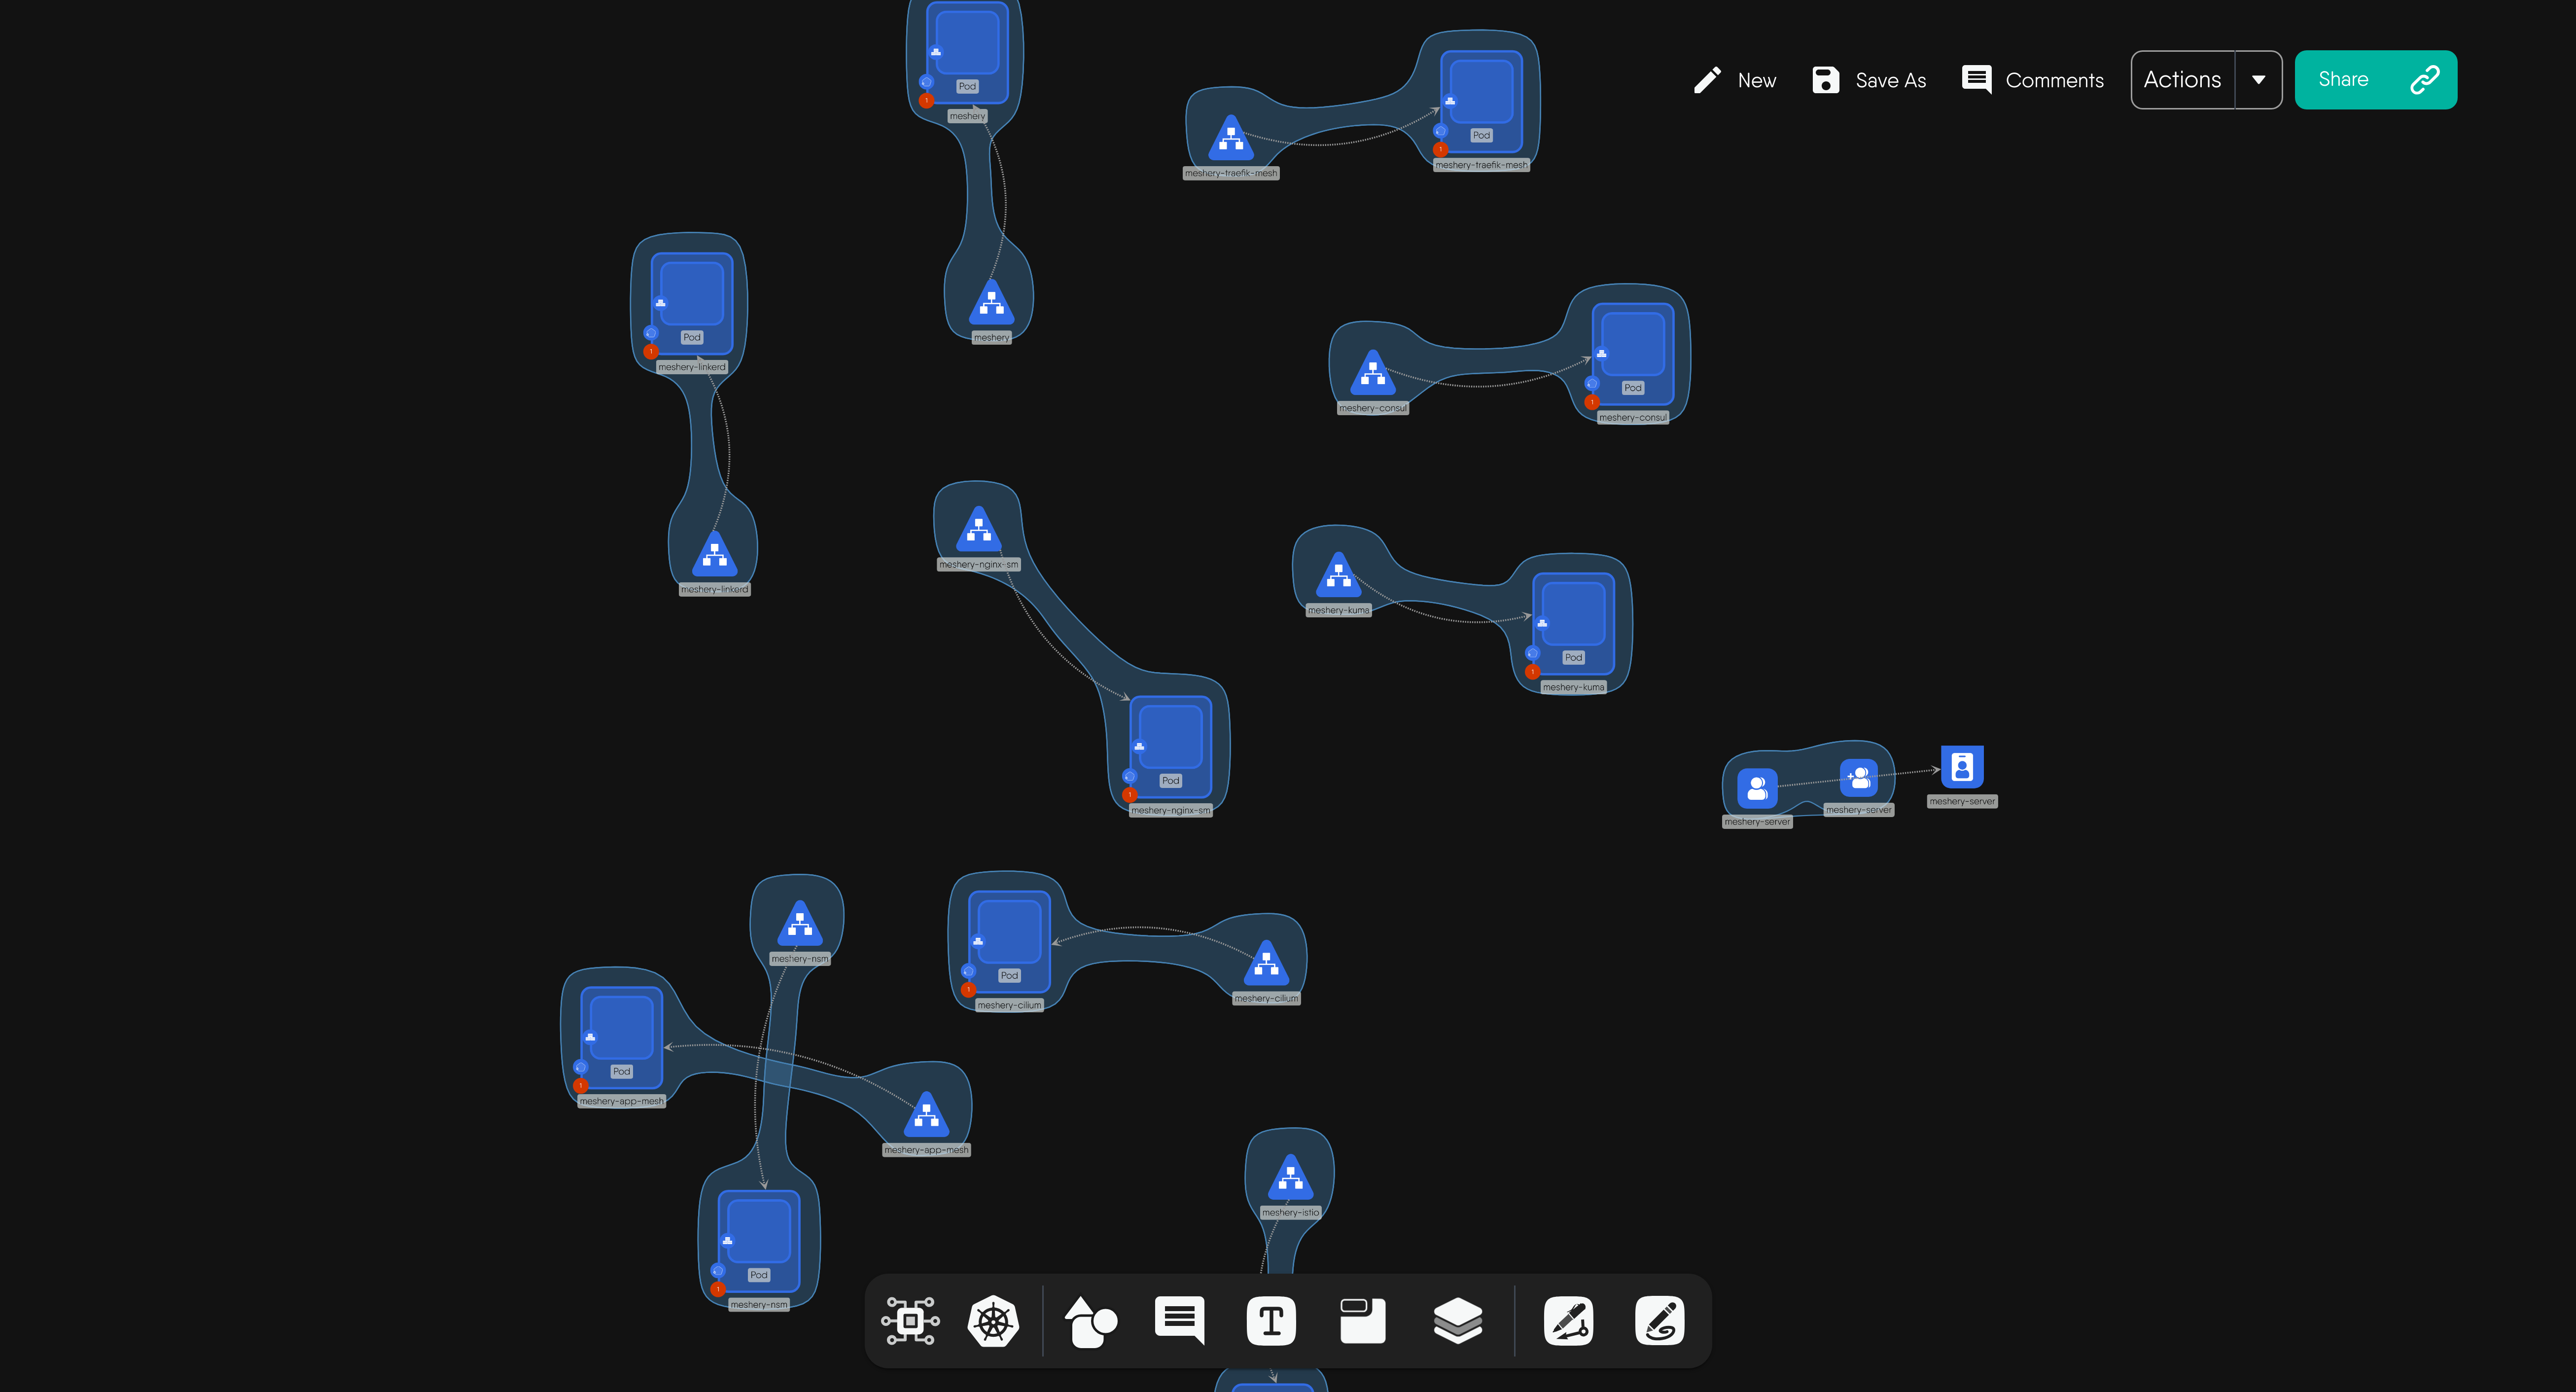 Pod
meshery
New
Save As
Comments
Actions
Share
Pod
meshery-traefik-mesh
meshery-traefik-mesh
Pod
meshery-linkerd
meshery
Pod
meshery-consul
meshery-consul
meshery-nginx-sm
meshery-linkerd
meshery-kuma
Pod
meshery-kuma
Pod
meshery-nginx-sm
meshery-server
meshery-server
meshery-server
meshery-nsm
Pod
meshery-cilium
meshery-cilium
Pod
meshery-app-mesh
meshery-app-mesh
meshery-istio
Pod
meshery-nsm
T